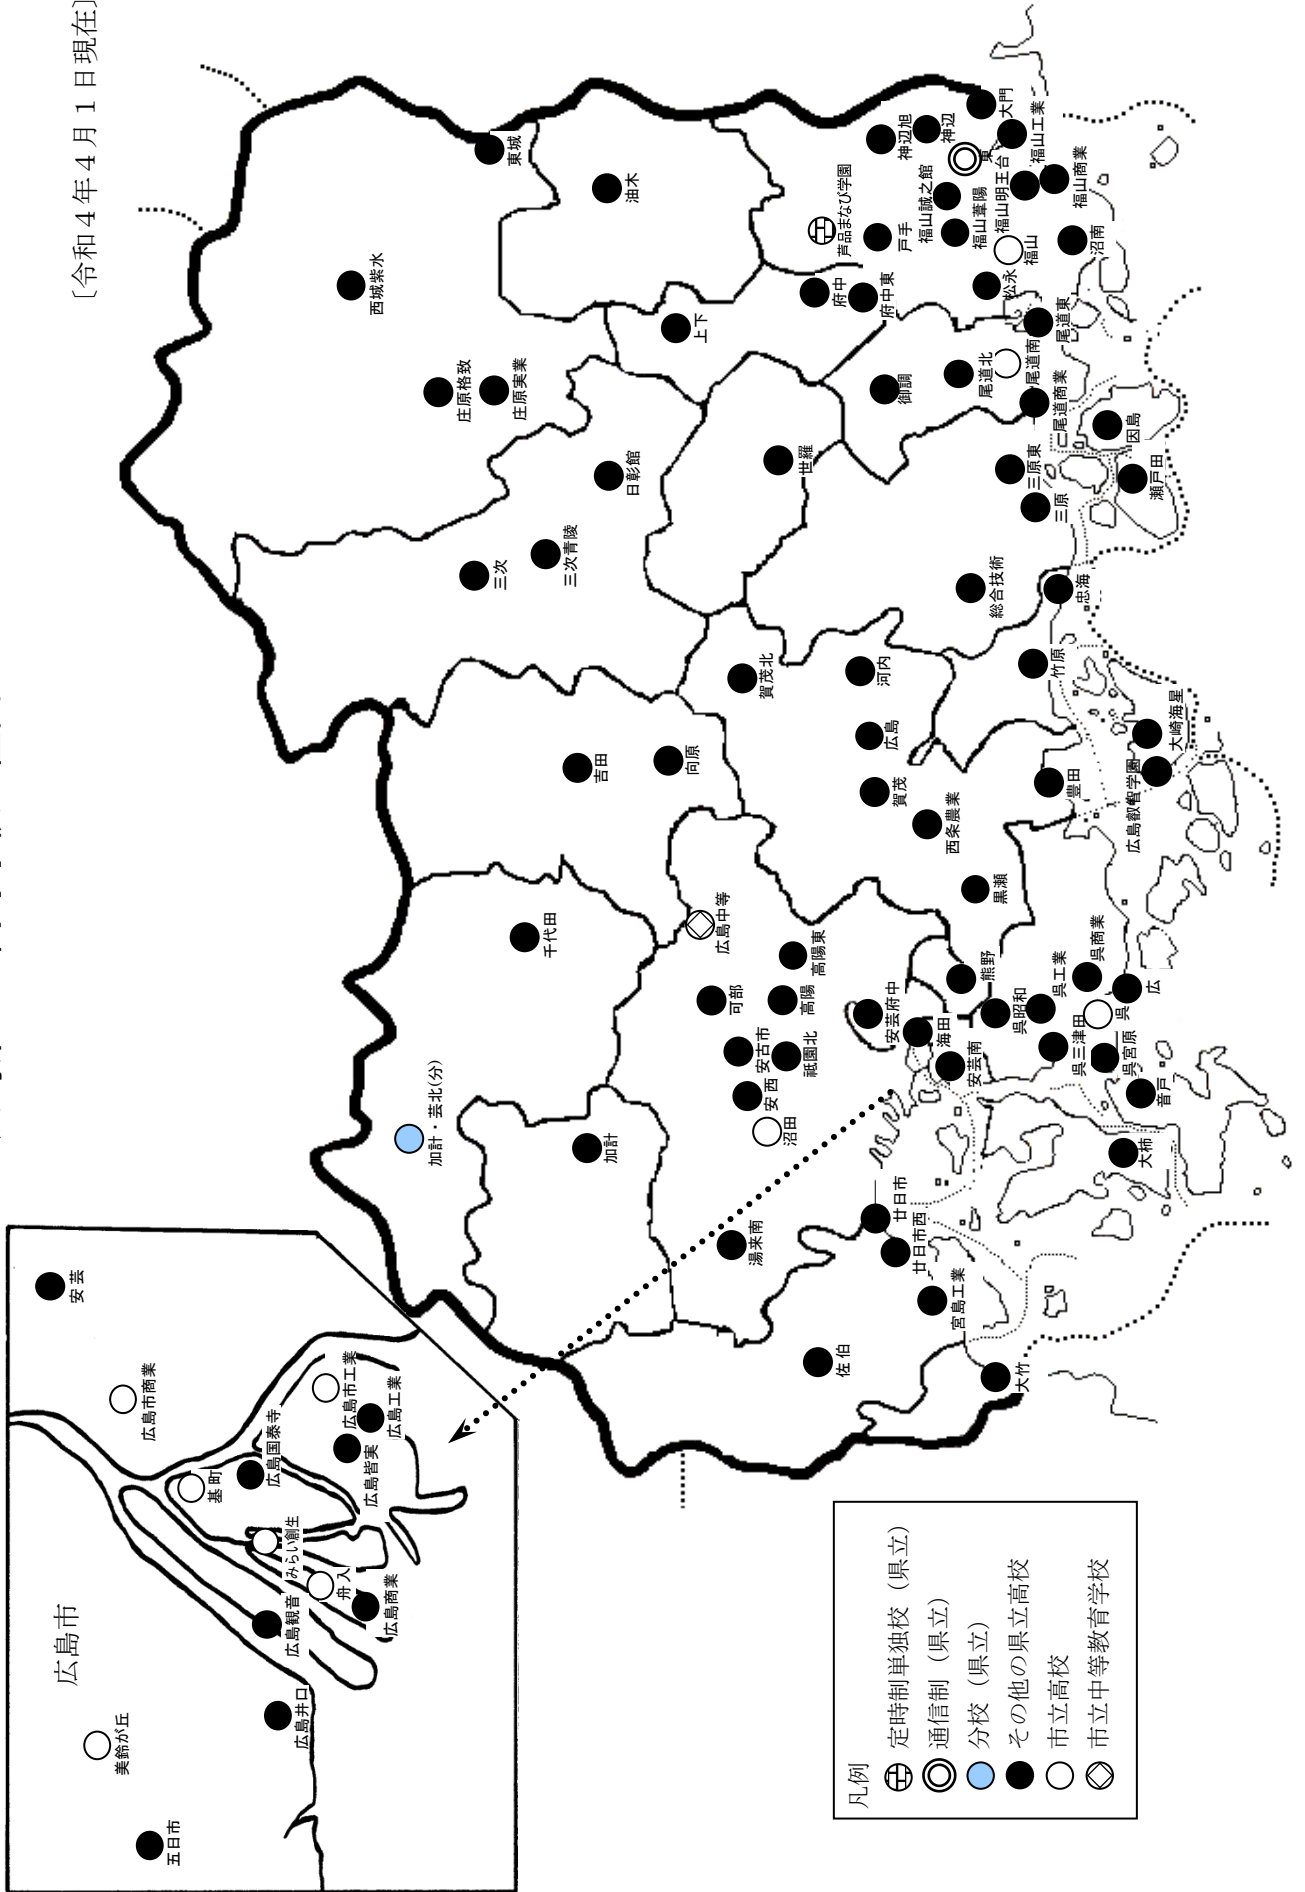 〔令和４年４月１日現在〕
東城
油木
西城紫水
庄原格致
庄原実業
上下
日彰館
三次
三次青陵
世羅
神辺旭
神辺
大門
東
福山工業
芦品まなび学園
戸手
福山誠之館
福山葦陽
福山明王台
福山商業
福山
沼南
府中
府中東
松永
尾道東
御調
尾道北
尾道南
尾道商業
因島
瀬戸田
三原東
三原
総合技術
忠海
竹原
賀茂北
河内
広島
賀茂
西条農業
黒瀬
豊田
大崎海星
広島叡智学園
吉田
向原
千代田
加計・芸北(分)
加計
広島中等
高陽東
高陽
可部
安古市
祇園北
安西
沼田
湯来南
安芸府中
海田
安芸南
熊野
呉昭和
呉工業
呉商業
広
呉
呉三津田
呉宮原
音戸
大柿
廿日市
廿日市西
宮島工業
佐伯
大竹
広島市
安芸
広島市商業
広島市工業
広島工業
広島国泰寺
広島皆実
基町
みらい創生
舟入
広島商業
広島観音
広島井口
美鈴が丘
五日市
凡例
定時制単独校（県立）
通信制（県立）
分校（県立）
その他の県立高校
市立高校
市立中等教育学校